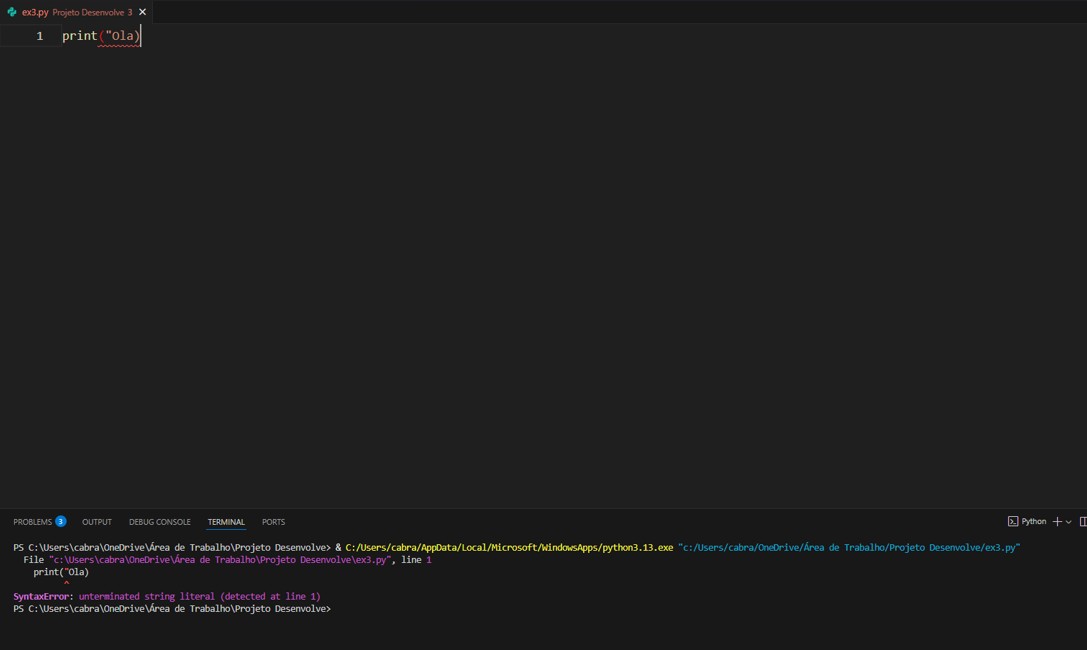 ex3.py Projeto Desenvolve 3
1 print("Ola)
PROBLEMS 3 OUTPUT DEBUG CONSOLE TERMINAL PORTS Python
PS C:\Users\cabra\OneDrive\Área de Trabalho\Projeto Desenvolve> & C:/Users/cabra/AppData/Local/Microsoft/WindowsApps/python3.13.exe "c:/Users/cabra/OneDrive/Área de Trabalho/Projeto Desenvolve/ex3.py"
File "c:\Users\cabra\OneDrive\Área de Trabalho\Projeto Desenvolve\ex3.py", line 1
print("Ola)
^
SyntaxError: unterminated string literal (detected at line 1)
PS C:\Users\cabra\OneDrive\Área de Trabalho\Projeto Desenvolve>